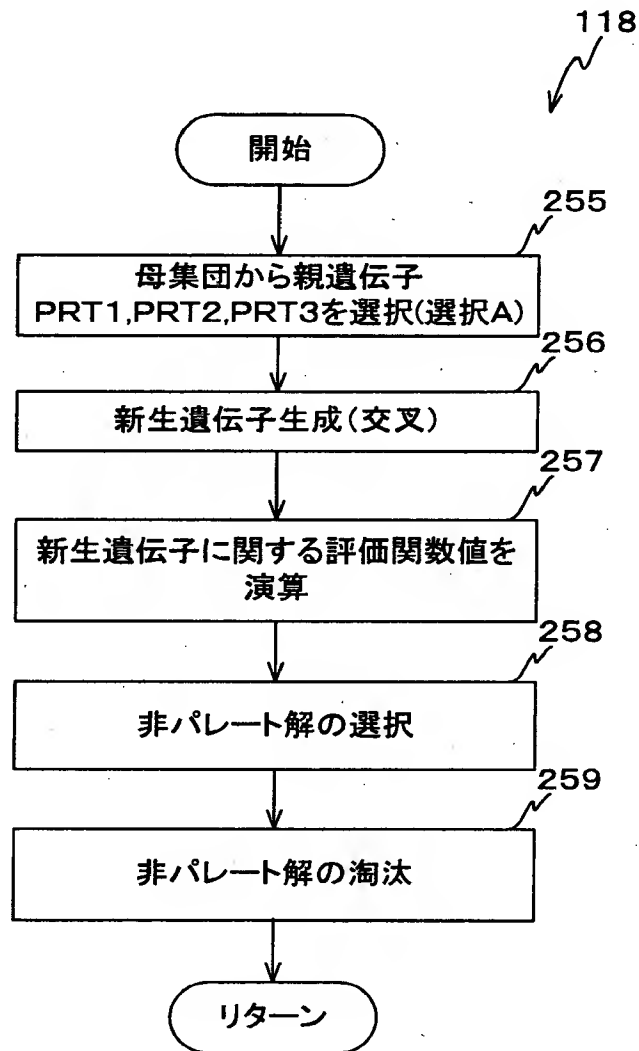 118
開始
255
母集団から親遺伝子
PRT1,PRT2,PRT3を選択(選択A)
256
新生遺伝子生成(交叉)
257
新生遺伝子に関する評価関数値を
演算
258
非パレート解の選択
259
非パレート解の淘汰
リターン